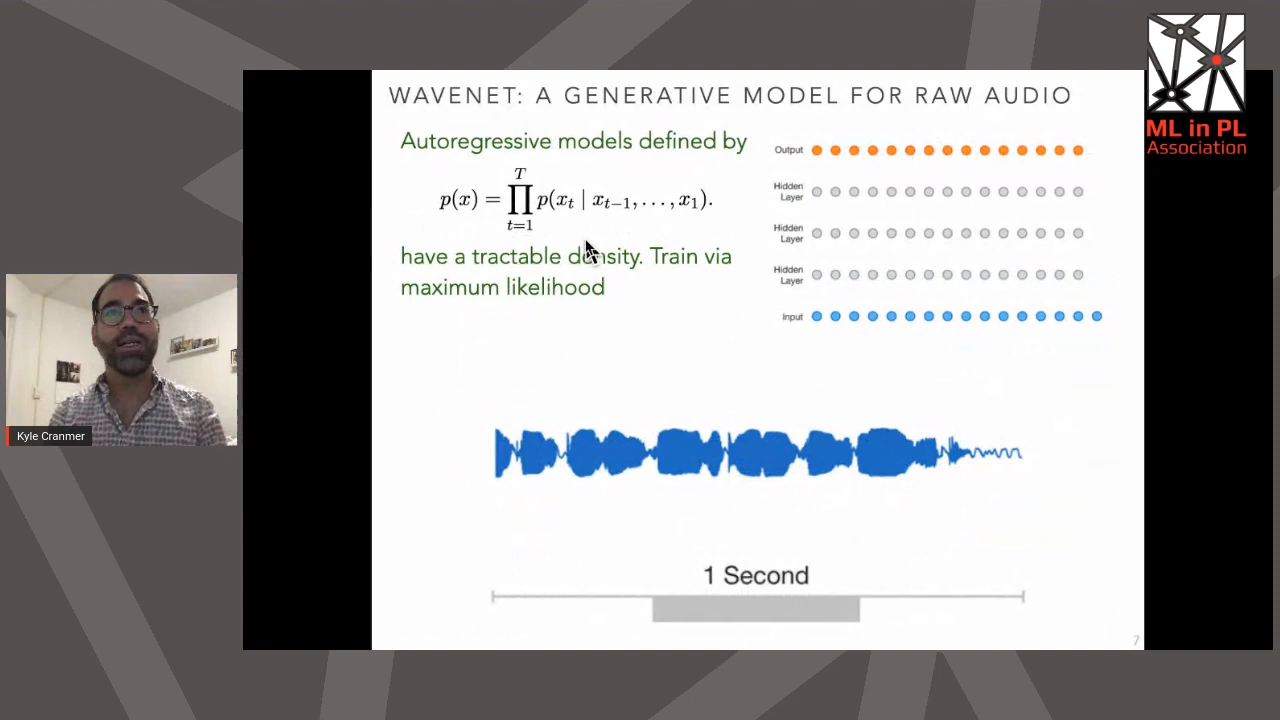 WAVENET: A GENERATIVE MODEL FOR RAW AUDIO
Autoregressive models defined by
T
p(x) = ∏ p(x_t | x_{t−1}, . . . , x_1).
t=1
have a tractable density. Train via
maximum likelihood
Output
Hidden
Layer
Hidden
Layer
Hidden
Layer
Input
1 Second
7
ML in PL
Association
Kyle Cranmer